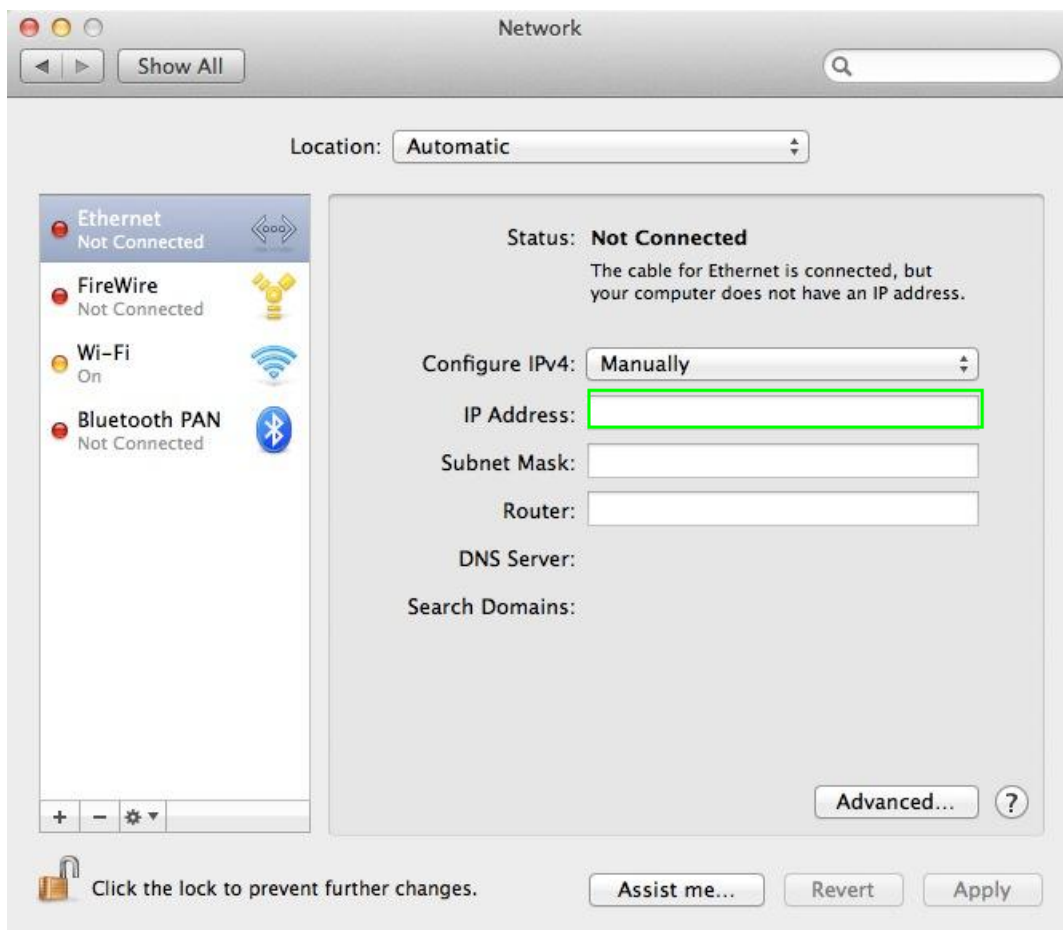 Network
Show All
Location: Automatic
Ethernet
Not Connected
FireWire
Not Connected
Wi-Fi
On
Bluetooth PAN
Not Connected
Status: Not Connected
The cable for Ethernet is connected, but
your computer does not have an IP address.
Configure IPv4: Manually
IP Address:
Subnet Mask:
Router:
DNS Server:
Search Domains:
Advanced... ?
Click the lock to prevent further changes.
Assist me... Revert Apply